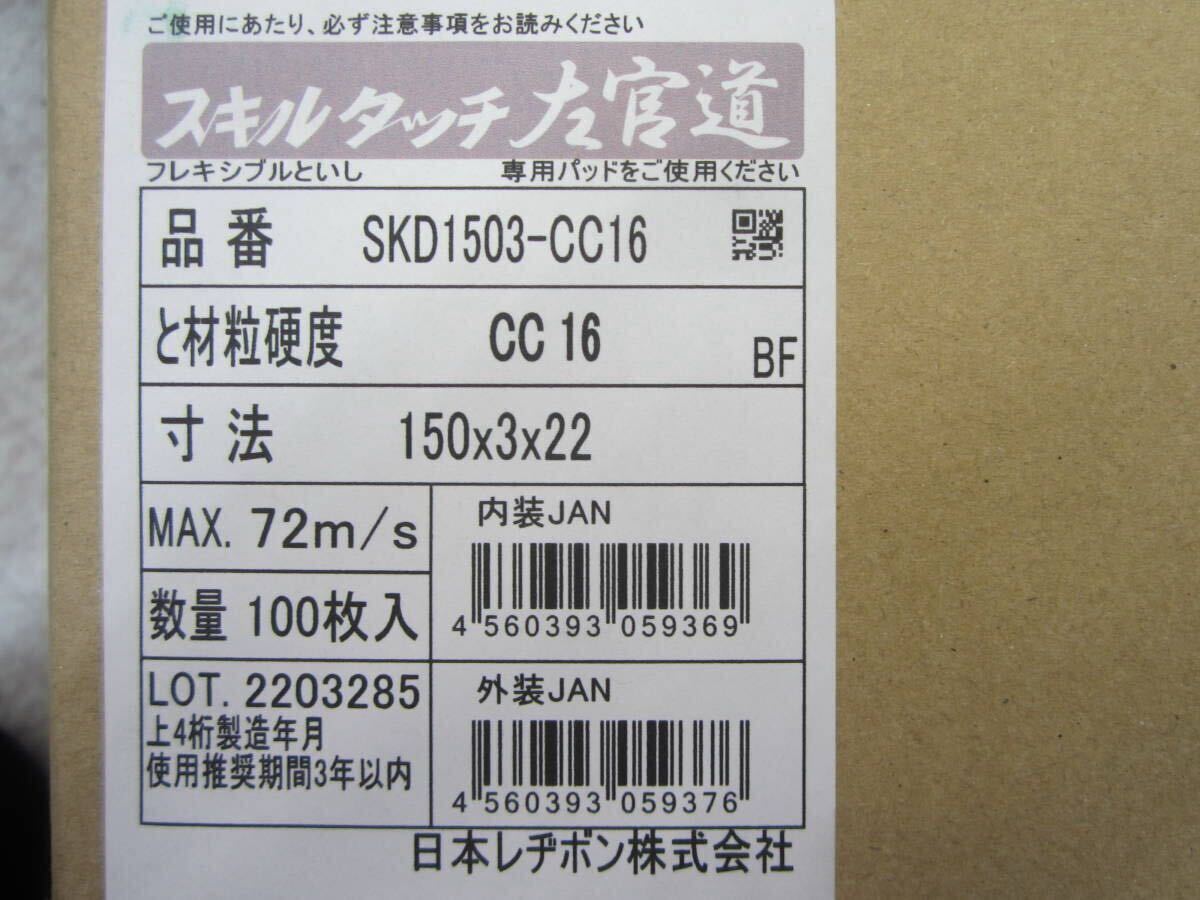 ご使用にあたり、必ず注意事項をお読みください
スキルタッチ左官道
フレキシブルといし 専用パッドをご使用ください
品番 SKD1503-CC16
と材粒硬度 CC 16 BF
寸法 150x3x22
MAX. 72m/s
数量 100枚入
内装JAN
4 560393 059369
LOT. 2203285
上4桁製造年月
使用推奨期間3年以内
外装JAN
4 560393 059376
日本レヂボン株式会社